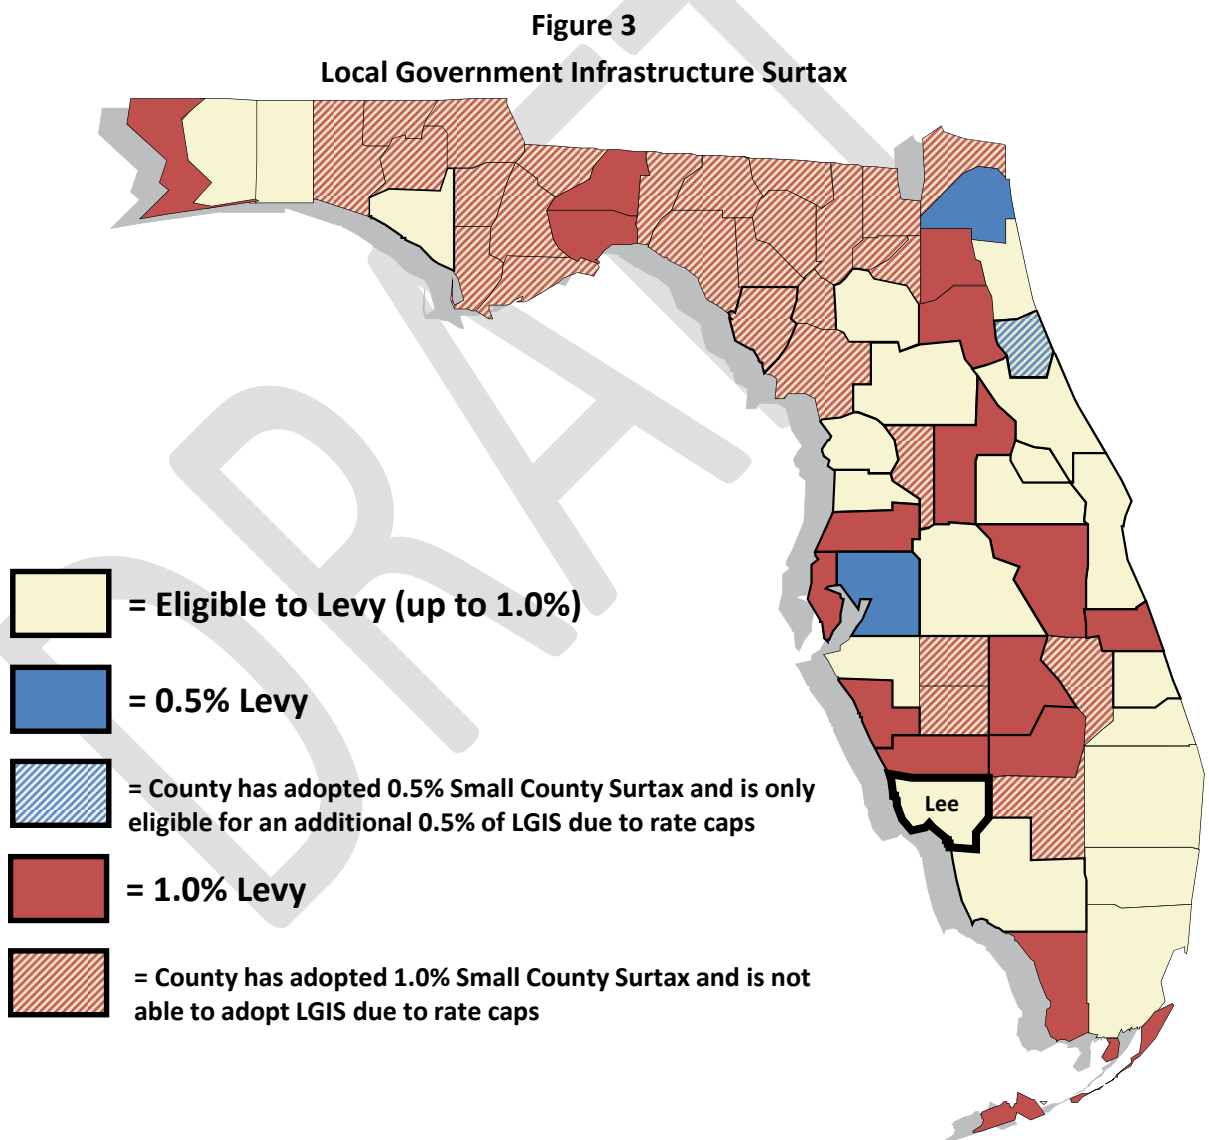 Figure 3
Local Government Infrastructure Surtax
DRAFT
= Eligible to Levy (up to 1.0%)
= 0.5% Levy
= County has adopted 0.5% Small County Surtax and is only
eligible for an additional 0.5% of LGIS due to rate caps
= 1.0% Levy
= County has adopted 1.0% Small County Surtax and is not
able to adopt LGIS due to rate caps
Lee